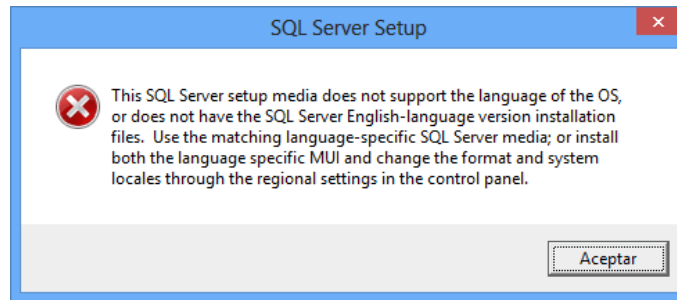 SQL Server Setup
This SQL Server setup media does not support the language of the OS,
or does not have the SQL Server English-language version installation
files.  Use the matching language-specific SQL Server media; or install
both the language specific MUI and change the format and system
locales through the regional settings in the control panel.
Aceptar